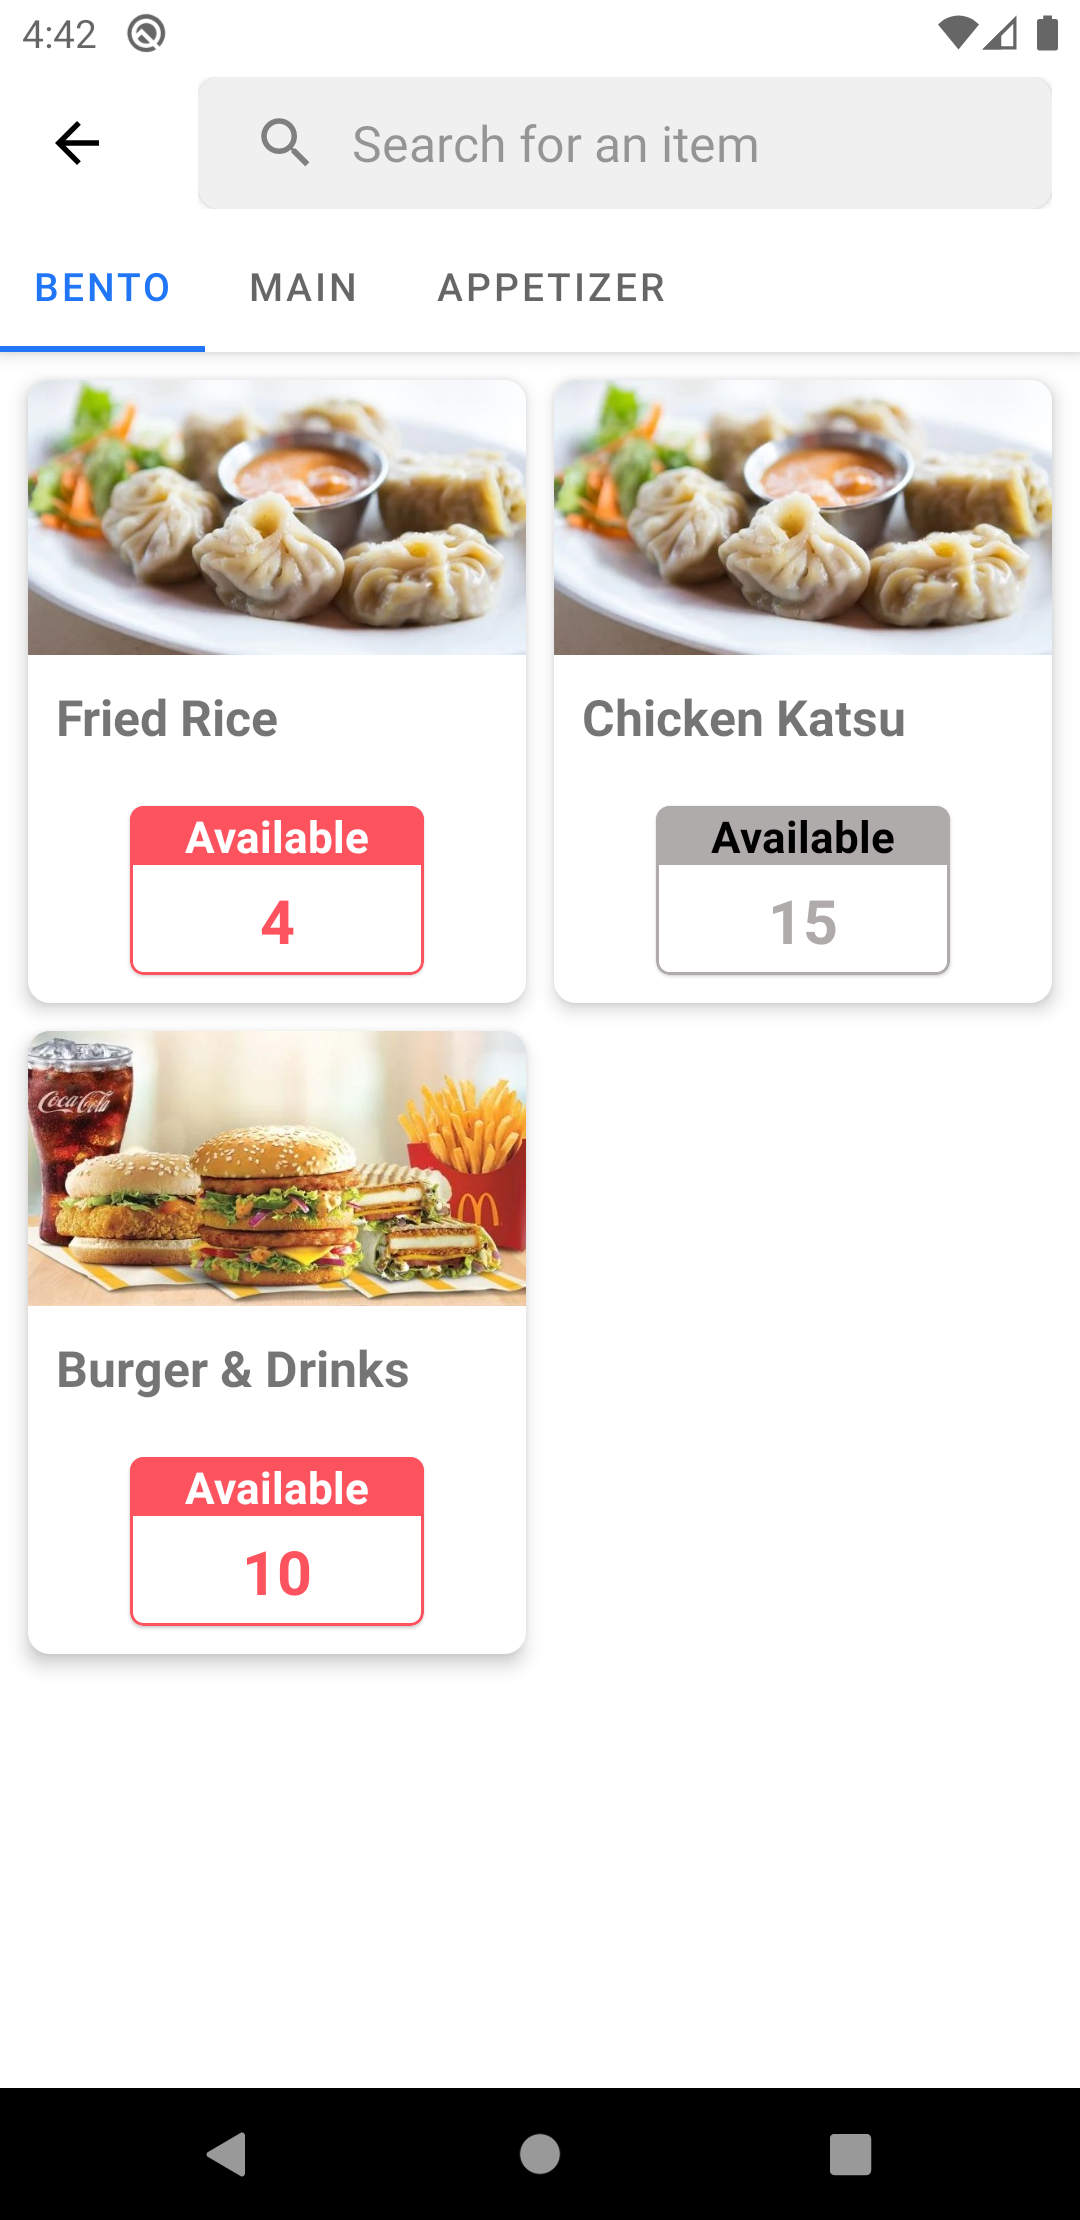 4:42
Search for an item
BENTO MAIN APPETIZER
Fried Rice
Available
4
Chicken Katsu
Available
15
Coca-Cola
Burger & Drinks
Available
10